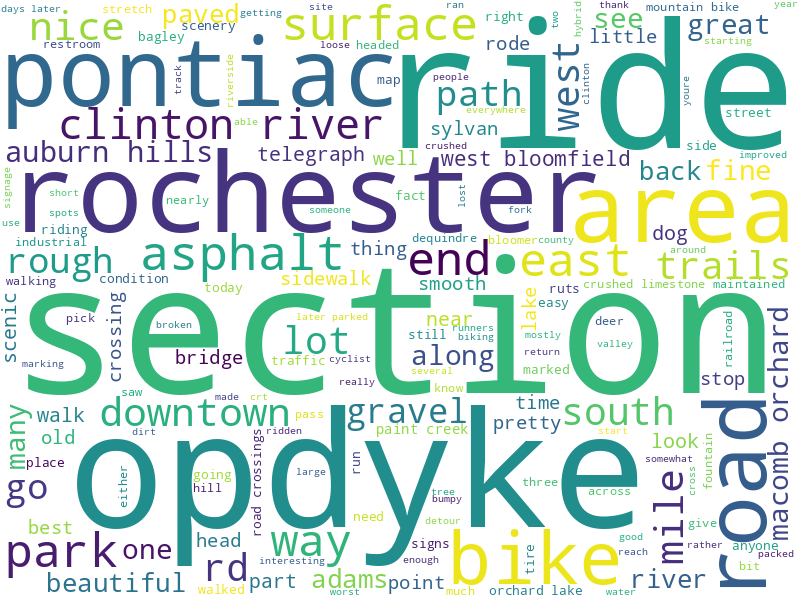 days later
stretch
getting
site
ran
two
hybrid
mountain bike
thank
year
nice
bagley
paved
scenery
surface
right
see
great
starting
restroom
loose
headed
rode
little
pontiac
ride
track
riverside
map
people
path
west
clinton
youre
everywhere
street
clinton river
able
sylvan
crushed
side
cross
improved
signage
auburn hills
telegraph
well
west bloomfield
back
fine
rochester
short
spots
use
nearly
someone
fact
lost
fork
area
riding
industrial
asphalt
thing
dequindre
bloomer
county
dog
around
rough
condition
sidewalk
end
smooth
east
trails
walking
today
ruts
crushed limestone
maintained
scenic
crossing
pick
broken
later parked
near
easy
lake
deer
railroad
section
marking
bridge
lot
traffic
cyclist
still
runners
biking
mostly
return
valley
along
marked
saw
really
several
know
stop
macomb orchard
many
walk
made
crt
pass
gravel
time
south
downtown
pretty
road
old
dirt
ridden
paint creek
start
look
place
opdyke
either
going
hill
road crossings
large
run
tree
bumpy
three
across
somewhat
fountain
go
best
need
detour
mile
give
anyone
park
one
head
way
signs
enough
tire
bike
good
reach
rather
bit
packed
rd
interesting
beautiful
part
walked
adams
worst
point
much
orchard lake
water
river